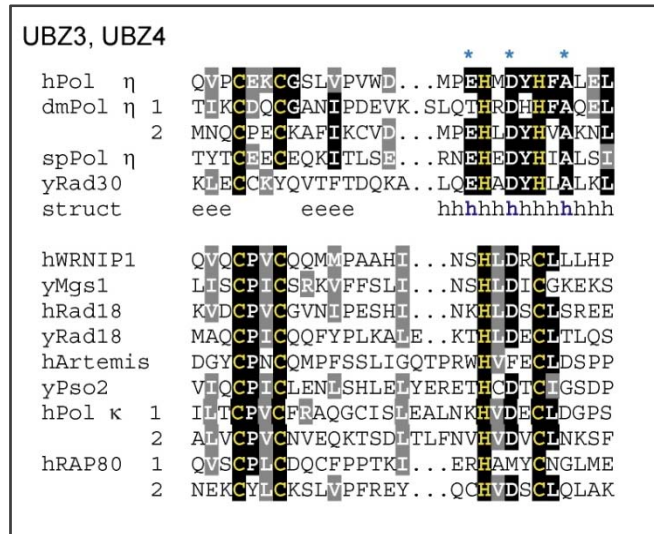 UBZ3, UBZ4
* * *
hPol η QVPCEKCGSLVPVWD...MPEHMDYHFALEL
dmPol η 1 TIKCDQCGANIPDEVK.SLQTHRDHHFAQEL
2 MNQCPECKAFIKCVD...MPEHLDYHVAKNL
spPol η TYTCEECEQKITLSE...RNEHEDYHIALSI
yRad30 KLECCKYQVTFTDQKA..LQEHADYHLALKL
struct eee eeee hhhhhhhhhhh
hWRNIP1 QVQCPVCQQMMPAAHI...NSHLDRCLLLHP
yMgs1 LISCPICSRKVFFSLI...NSHLDICGKEKS
hRad18 KVDCPVCGVNIPESHI...NKHLDSCLSREE
yRad18 MAQCPICQQFYPLKALE..KTHLDECLTLQS
hArtemis DGYCPNCQMPFSSLIGQTPRWHVFECLDSPP
yPso2 VIQCPICLENLSHLELYERETHCDTCIGSDP
hPol κ 1 ILTCPVCFRAQGCISLEALNKHVDECLDGPS
2 ALVCPVCNVEQKTSDLTLFNVHVDVCLNKSF
hRAP80 1 QVSCPLCDQCFPPTKI...ERHAMYCNGLME
2 NEKCYLCKSLVPFREY...QCHVDSCLQLAK